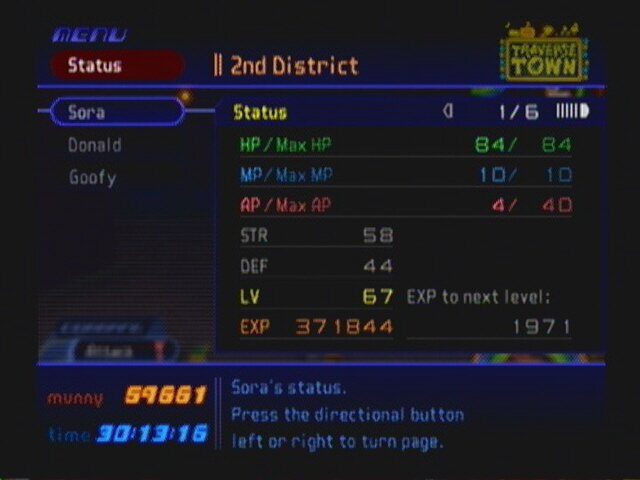 MENU
Status
2nd District
TRAVERSE
TOWN
Sora
Donald
Goofy
Status 1/6
HP/Max HP 84/ 84
MP/Max MP 10/ 10
AP/Max AP 4/ 40
STR 58
DEF 44
LV 67 EXP to next level:
EXP 371844 1971
Attack
munny 59661
time 30:13:16
Sora's status.
Press the directional button
left or right to turn page.